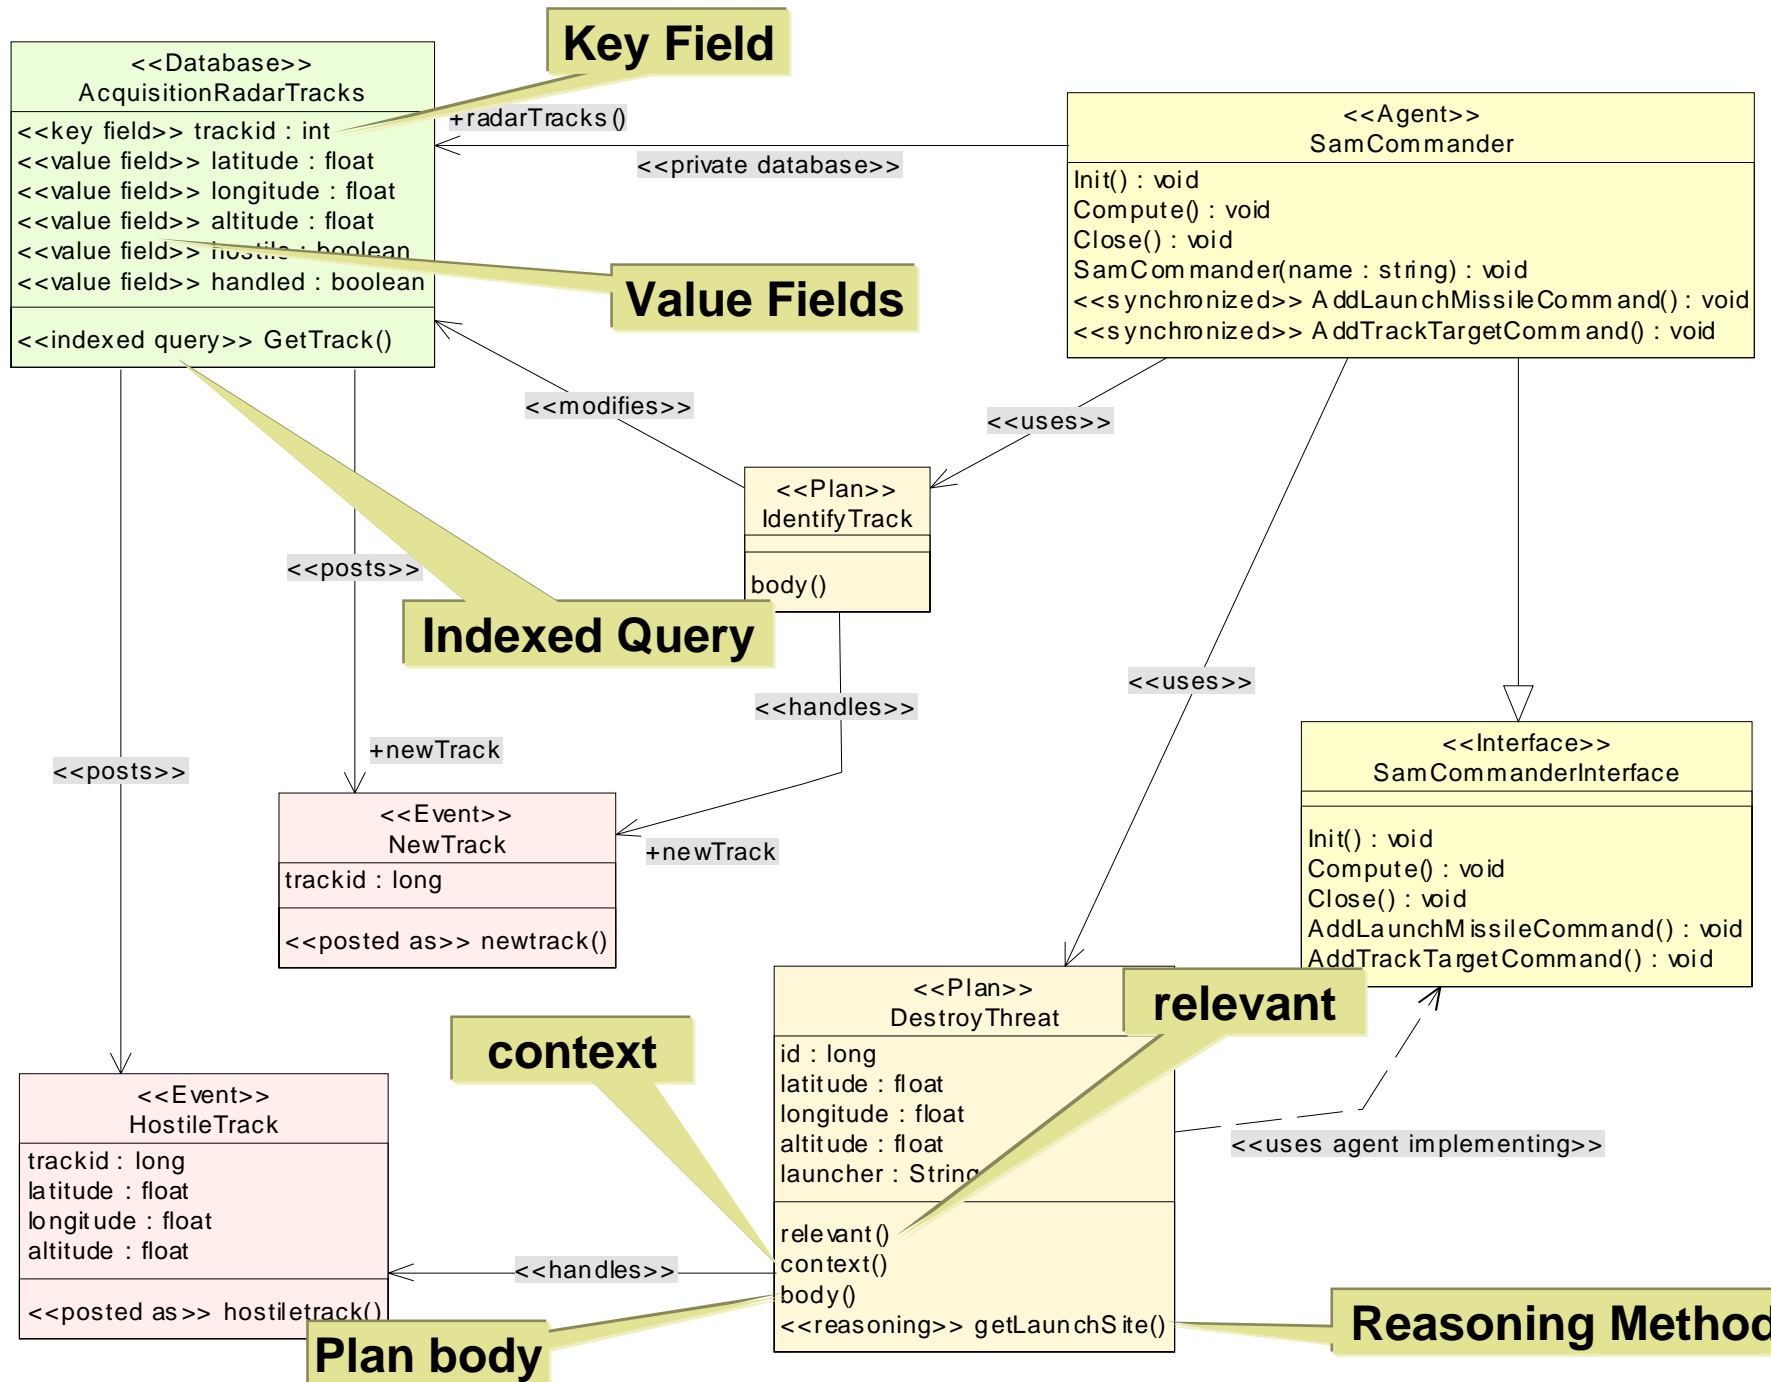 Key Field
<<Database>>
AcquisitionRadarTracks
<<key field>> trackid : int
<<value field>> latitude : float
<<value field>> longitude : float
<<value field>> altitude : float
<<value field>> hostile : boolean
<<value field>> handled : boolean
<<indexed query>> GetTrack()
+radarTracks()
<<private database>>
<<Agent>>
SamCommander
Init() : void
Compute() : void
Close() : void
SamCommander(name : string) : void
<<synchronized>> AddLaunchMissileCommand() : void
<<synchronized>> AddTrackTargetCommand() : void
Value Fields
<<modifies>>
<<uses>>
<<Plan>>
IdentifyTrack
body()
<<posts>>
Indexed Query
<<uses>>
<<handles>>
+newTrack
<<posts>>
<<Interface>>
SamCommanderInterface
Init() : void
Compute() : void
Close() : void
AddLaunchMissileCommand() : void
AddTrackTargetCommand() : void
<<Event>>
NewTrack
trackid : long
<<posted as>> newtrack()
+newTrack
<<Plan>>
DestroyThreat
id : long
latitude : float
longitude : float
altitude : float
launcher : String
relevant()
context()
body()
<<reasoning>> getLaunchSite()
relevant
context
<<uses agent implementing>>
<<Event>>
HostileTrack
trackid : long
latitude : float
longitude : float
altitude : float
<<posted as>> hostiletrack()
<<handles>>
Plan body
Reasoning Method